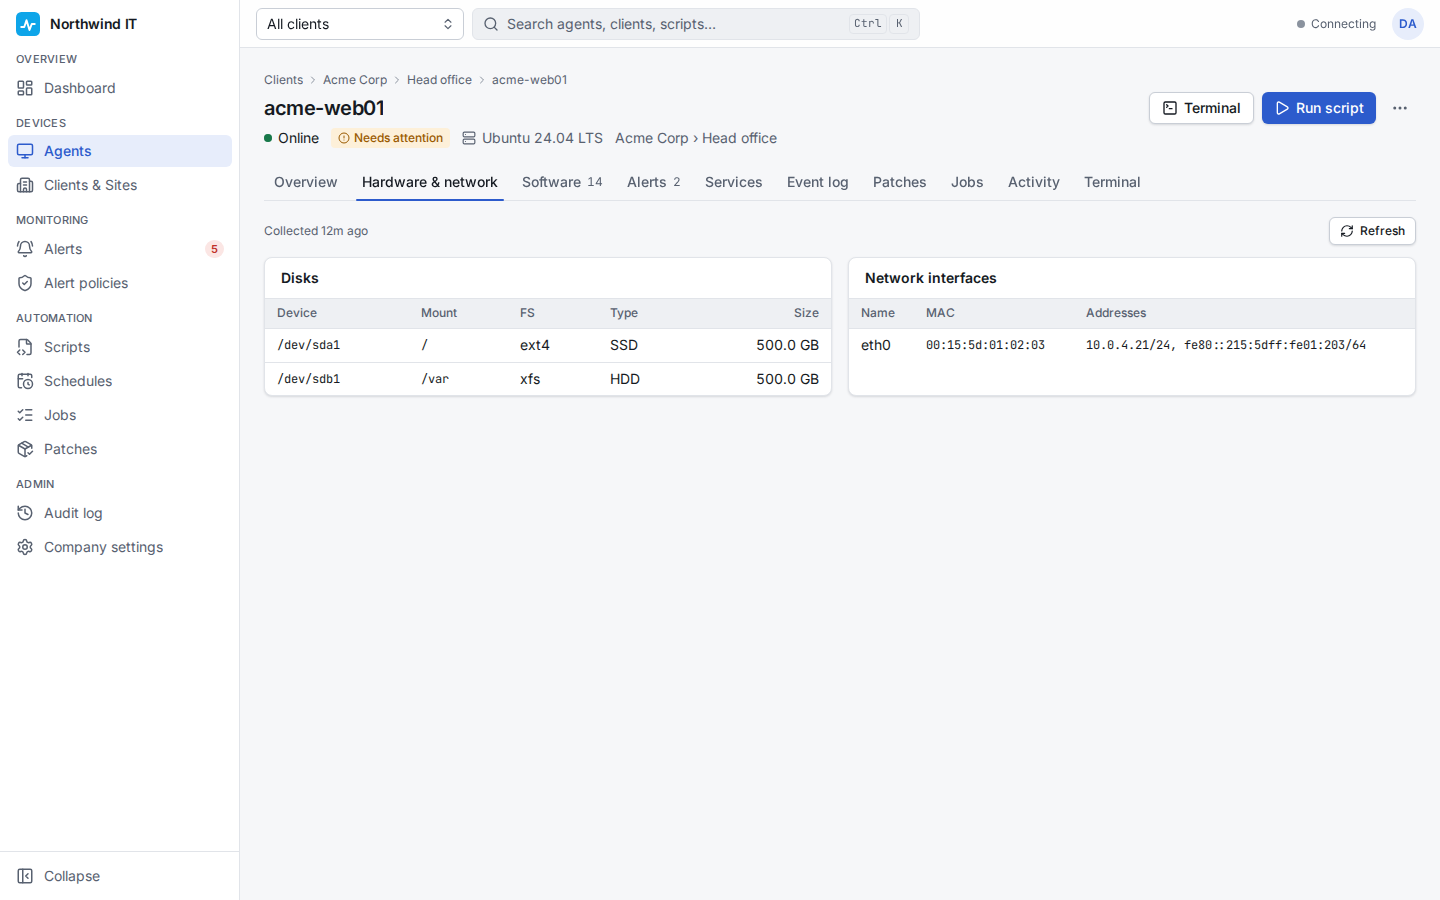 Northwind IT
OVERVIEW
Dashboard
DEVICES
Agents
Clients & Sites
MONITORING
Alerts 5
Alert policies
AUTOMATION
Scripts
Schedules
Jobs
Patches
ADMIN
Audit log
Company settings
Collapse
All clients Search agents, clients, scripts... Ctrl K Connecting DA
Clients › Acme Corp › Head office › acme-web01
acme-web01 Terminal Run script
Online Needs attention Ubuntu 24.04 LTS Acme Corp › Head office
Overview Hardware & network Software 14 Alerts 2 Services Event log Patches Jobs Activity Terminal
Collected 12m ago Refresh
Disks
Device Mount FS Type Size
/dev/sda1 / ext4 SSD 500.0 GB
/dev/sdb1 /var xfs HDD 500.0 GB
Network interfaces
Name MAC Addresses
eth0 00:15:5d:01:02:03 10.0.4.21/24, fe80::215:5dff:fe01:203/64